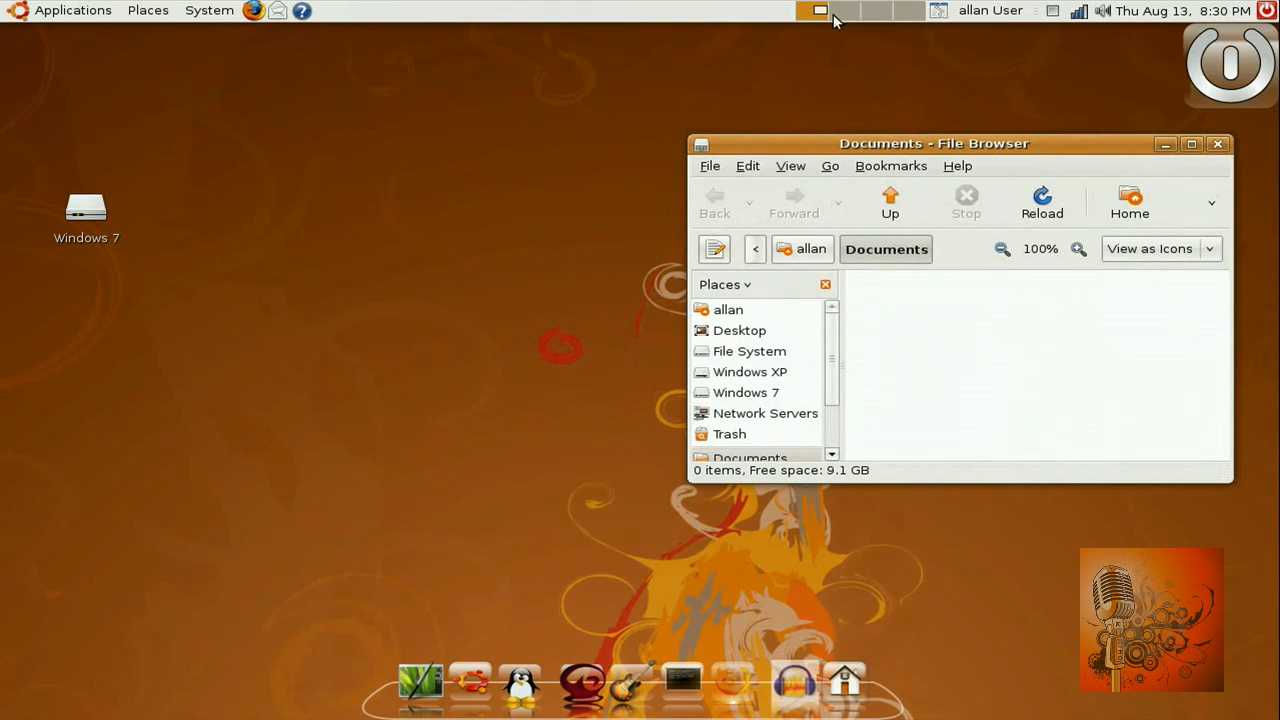 Applications Places System allan User Thu Aug 13, 8:30 PM
Windows 7
Documents - File Browser
File Edit View Go Bookmarks Help
Back Forward Up Stop Reload Home
< allan Documents 100% View as Icons
Places
allan
Desktop
File System
Windows XP
Windows 7
Network Servers
Trash
Documents
0 items, Free space: 9.1 GB